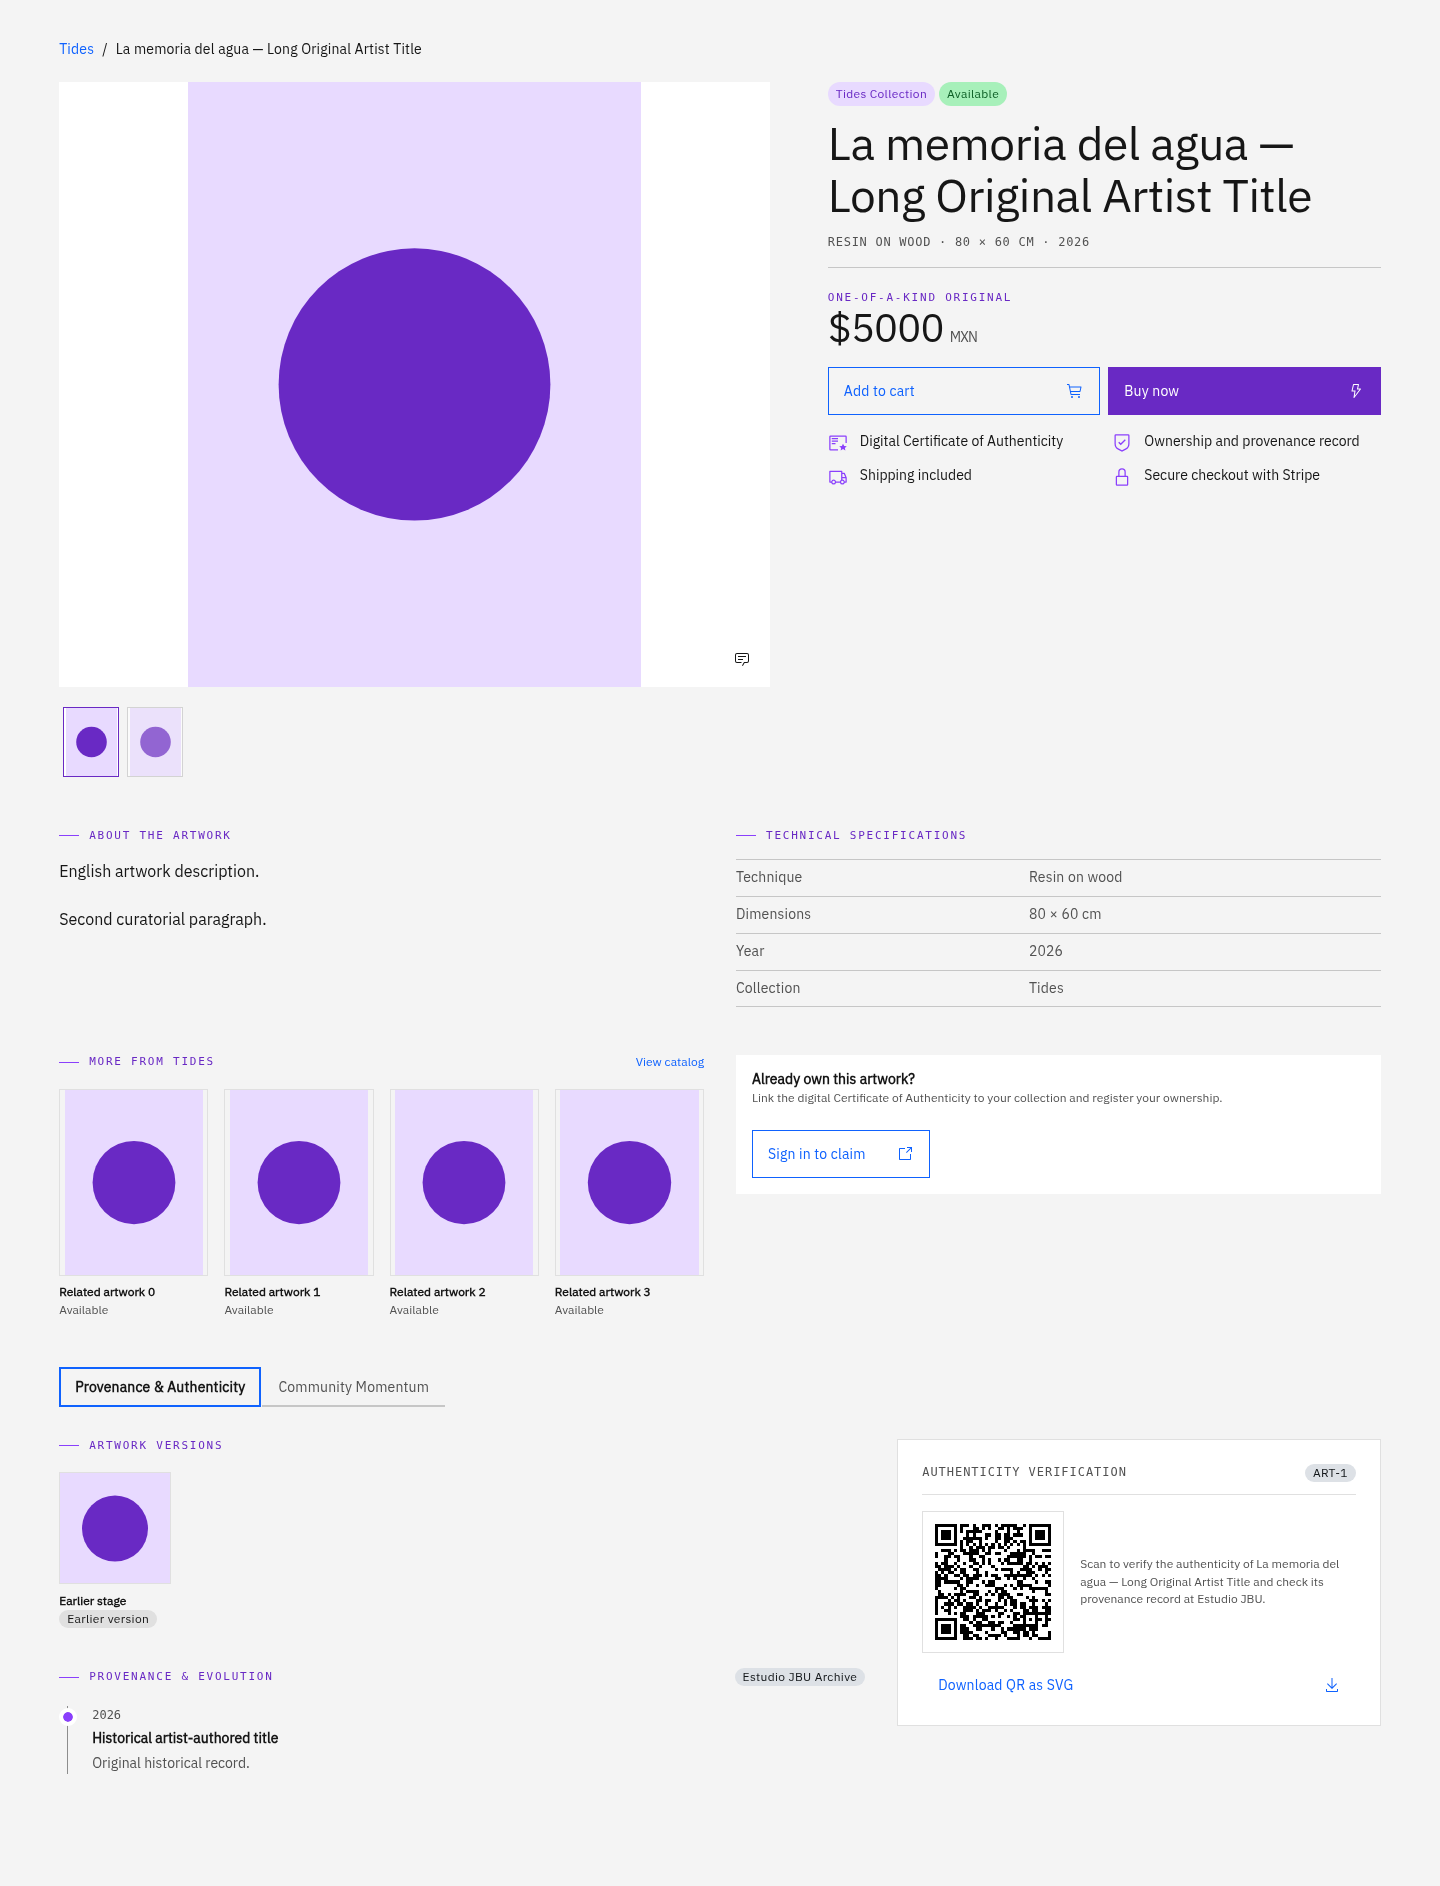 Tides / La memoria del agua — Long Original Artist Title
Tides Collection Available
La memoria del agua —
Long Original Artist Title
RESIN ON WOOD · 80 × 60 CM · 2026
ONE-OF-A-KIND ORIGINAL
$5000 MXN
Add to cart
Buy now
Digital Certificate of Authenticity
Ownership and provenance record
Shipping included
Secure checkout with Stripe
ABOUT THE ARTWORK
English artwork description.
Second curatorial paragraph.
TECHNICAL SPECIFICATIONS
Technique Resin on wood
Dimensions 80 × 60 cm
Year 2026
Collection Tides
MORE FROM TIDES
View catalog
Related artwork 0
Available
Related artwork 1
Available
Related artwork 2
Available
Related artwork 3
Available
Already own this artwork?
Link the digital Certificate of Authenticity to your collection and register your ownership.
Sign in to claim
Provenance & Authenticity
Community Momentum
ARTWORK VERSIONS
Earlier stage
Earlier version
PROVENANCE & EVOLUTION
Estudio JBU Archive
2026
Historical artist-authored title
Original historical record.
AUTHENTICITY VERIFICATION
ART-1
Scan to verify the authenticity of La memoria del
agua — Long Original Artist Title and check its
provenance record at Estudio JBU.
Download QR as SVG